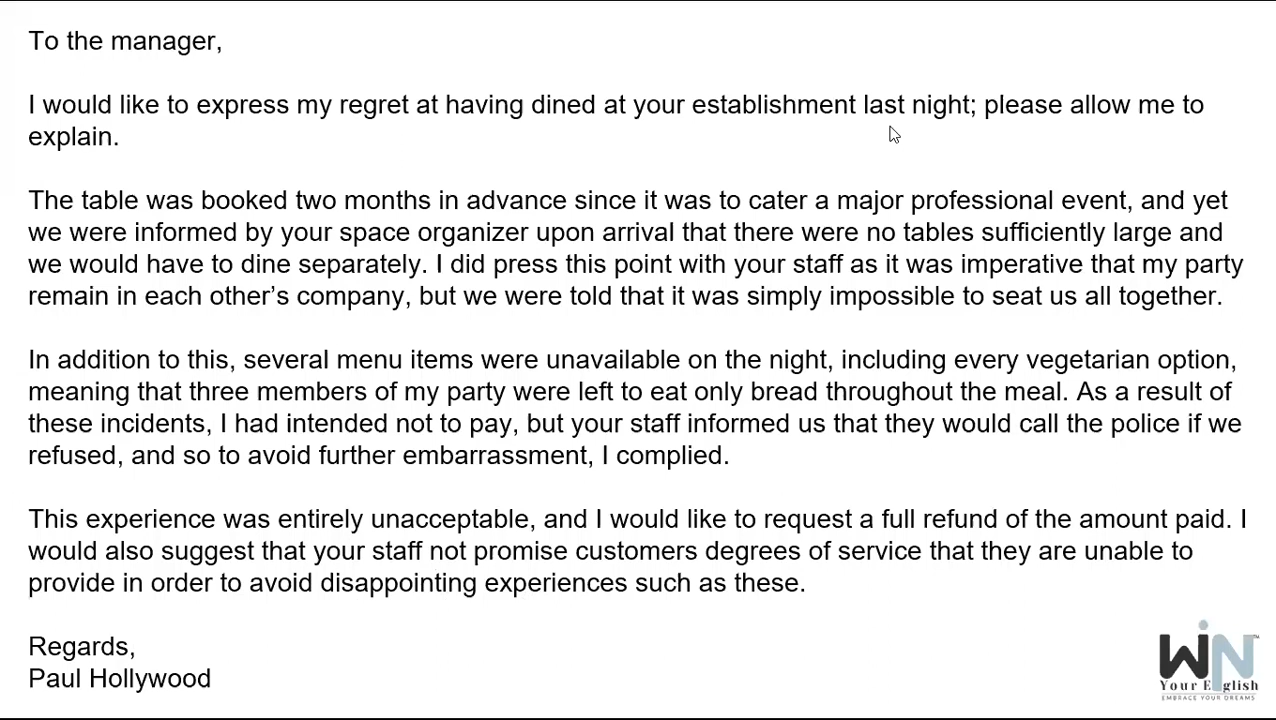 To the manager,
I would like to express my regret at having dined at your establishment last night; please allow me to
explain.
The table was booked two months in advance since it was to cater a major professional event, and yet
we were informed by your space organizer upon arrival that there were no tables sufficiently large and
we would have to dine separately. I did press this point with your staff as it was imperative that my party
remain in each other’s company, but we were told that it was simply impossible to seat us all together.
In addition to this, several menu items were unavailable on the night, including every vegetarian option,
meaning that three members of my party were left to eat only bread throughout the meal. As a result of
these incidents, I had intended not to pay, but your staff informed us that they would call the police if we
refused, and so to avoid further embarrassment, I complied.
This experience was entirely unacceptable, and I would like to request a full refund of the amount paid. I
would also suggest that your staff not promise customers degrees of service that they are unable to
provide in order to avoid disappointing experiences such as these.
Regards,
Paul Hollywood
WiN™
Your English
EMBRACE YOUR DREAMS